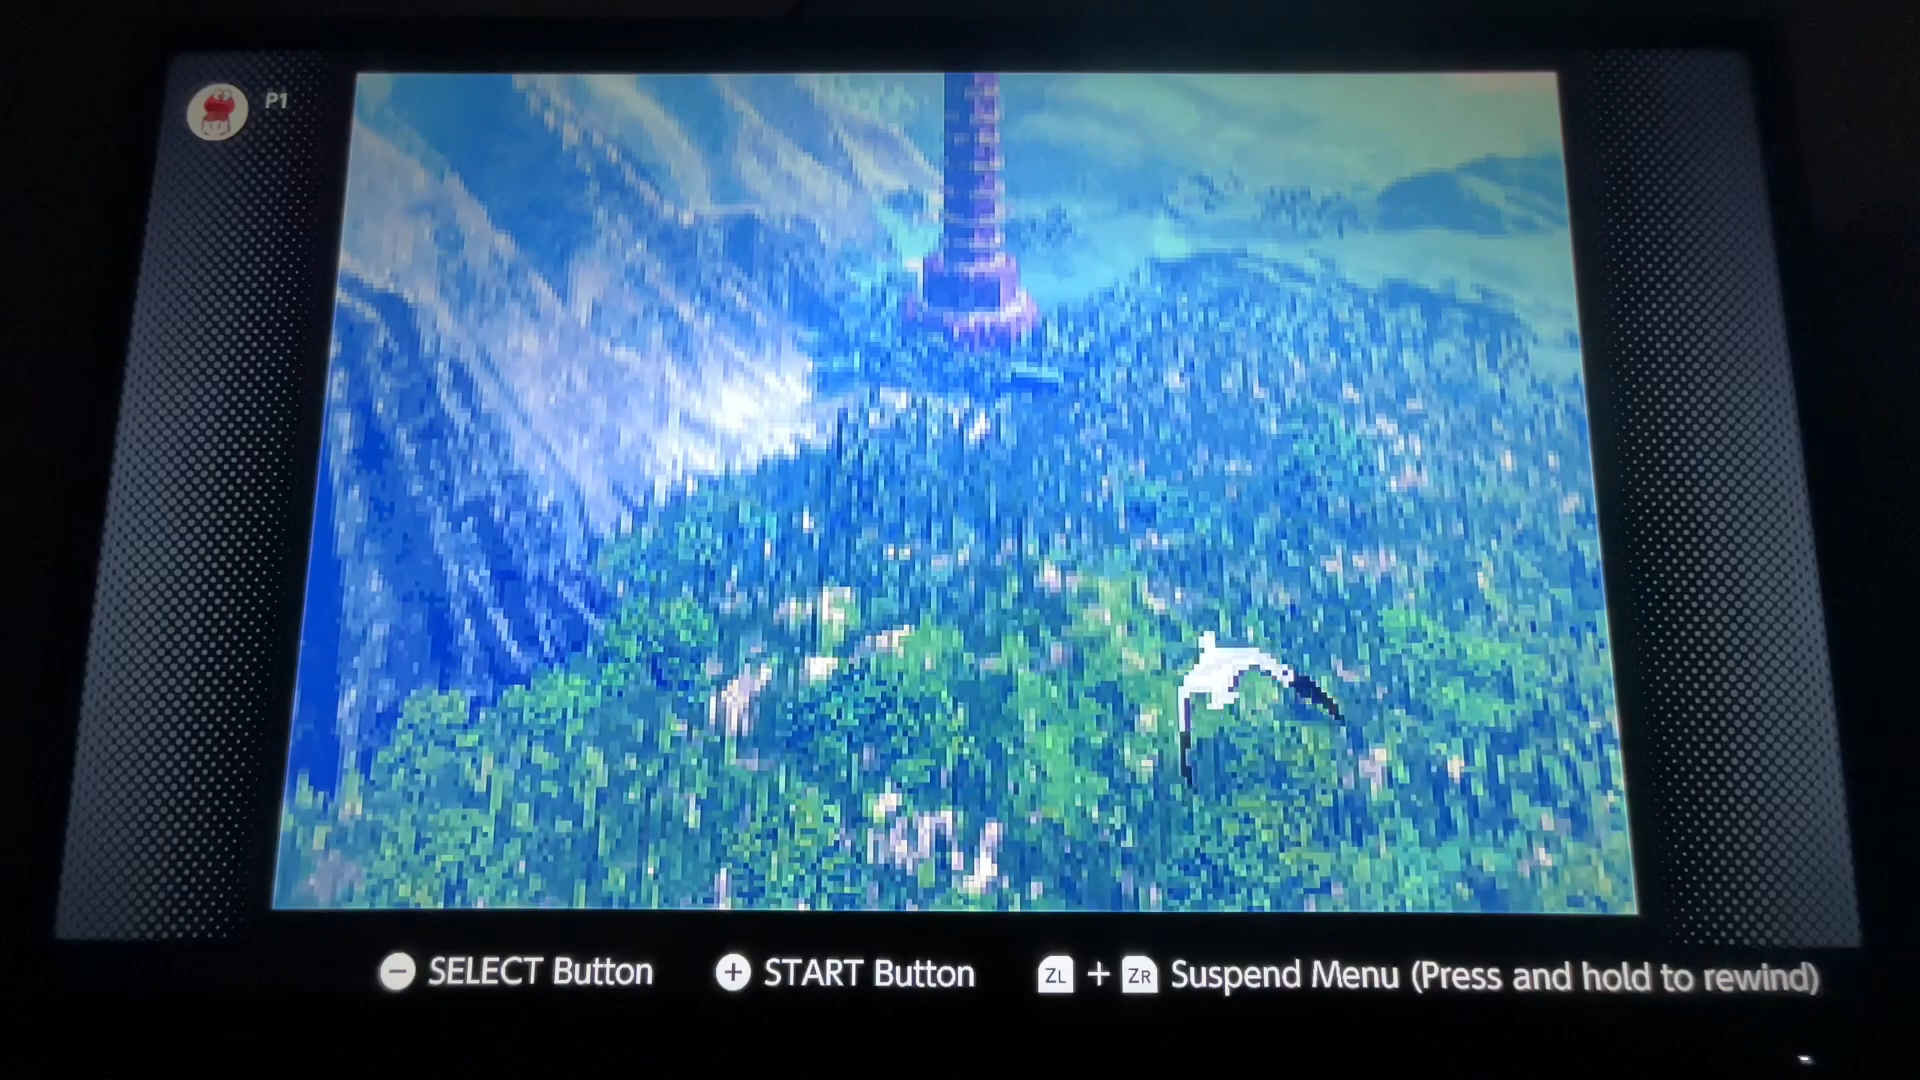 P1
SELECT Button START Button ZL + ZR Suspend Menu (Press and hold to rewind)